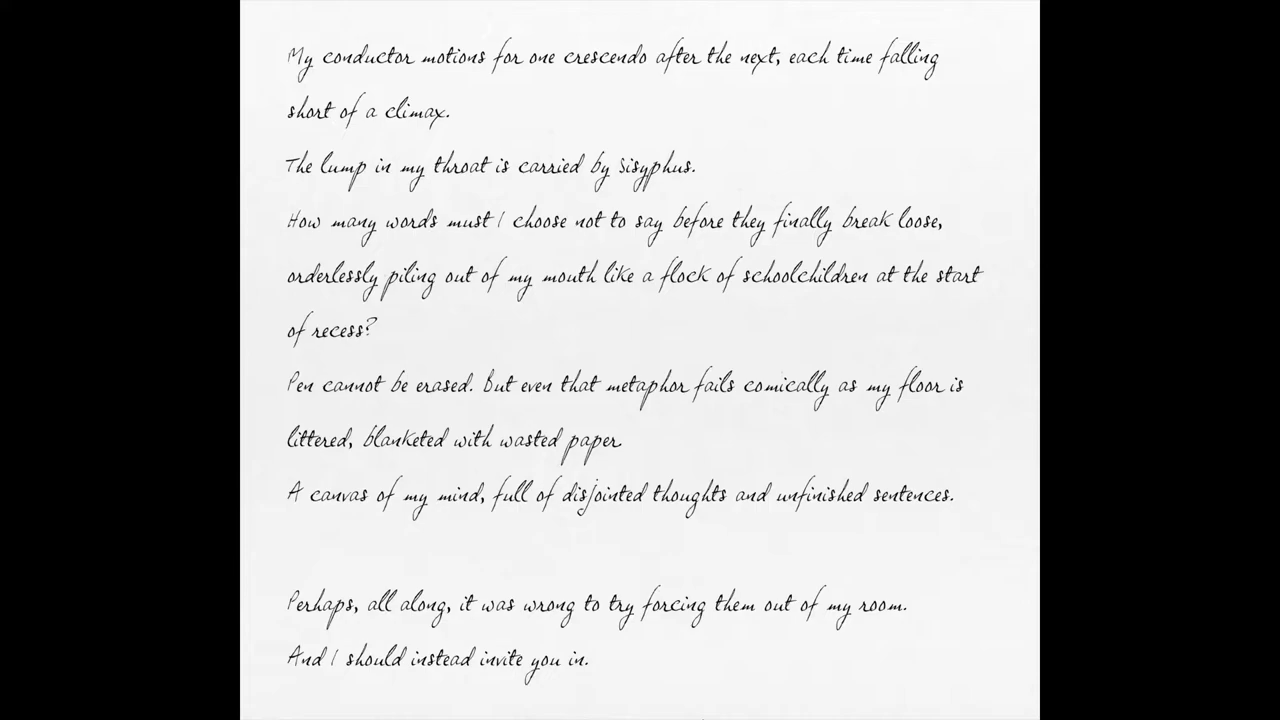 My conductor motions for one crescendo after the next, each time falling
short of a climax.
The lump in my throat is carried by Sisyphus.
How many words must I choose not to say before they finally break loose,
orderlessly piling out of my mouth like a flock of schoolchildren at the start
of recess?
Pen cannot be erased. But even that metaphor fails comically as my floor is
littered, blanketed with wasted paper
A canvas of my mind, full of disjointed thoughts and unfinished sentences.
Perhaps, all along, it was wrong to try forcing them out of my room.
And I should instead invite you in.